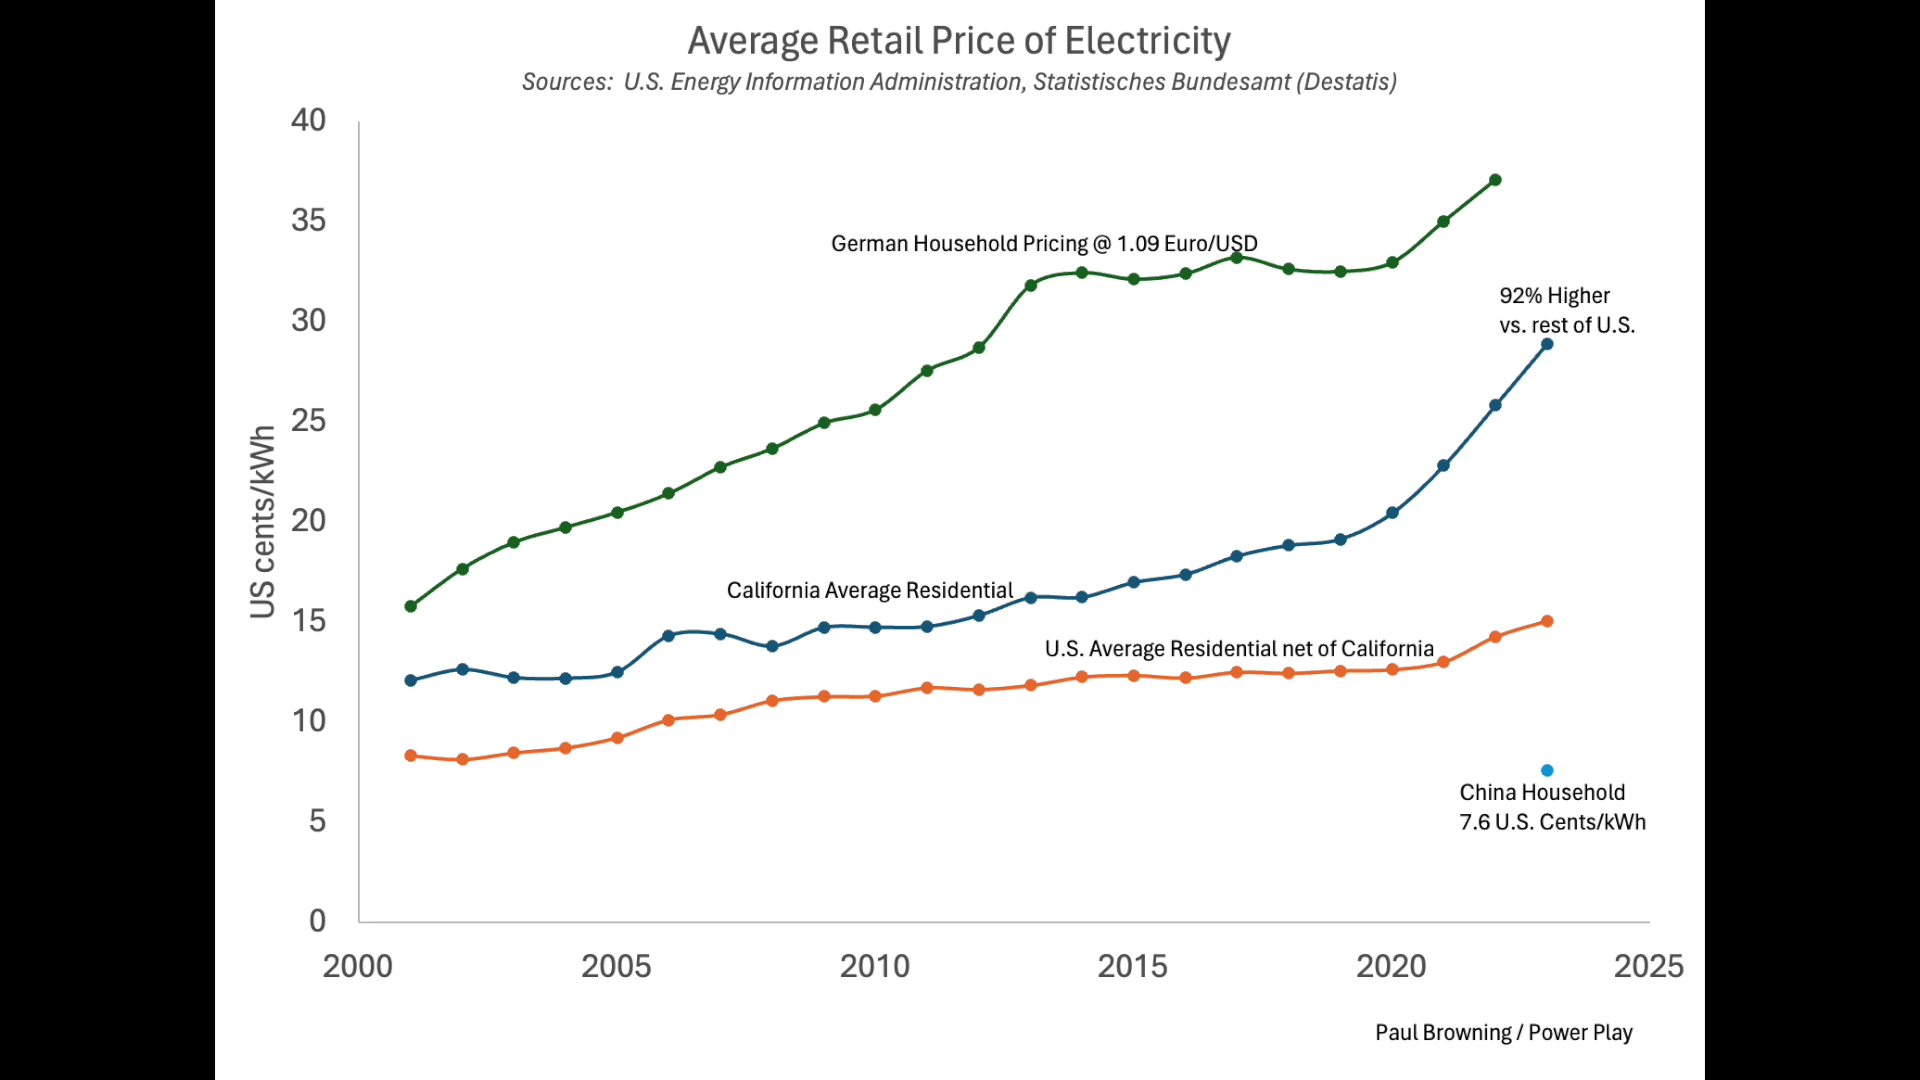 Average Retail Price of Electricity
Sources:  U.S. Energy Information Administration, Statistisches Bundesamt (Destatis)
40
35
30
25
20
15
10
5
0
US cents/kWh
German Household Pricing @ 1.09 Euro/USD
92% Higher
vs. rest of U.S.
California Average Residential
U.S. Average Residential net of California
China Household
7.6 U.S. Cents/kWh
2000
2005
2010
2015
2020
2025
Paul Browning / Power Play